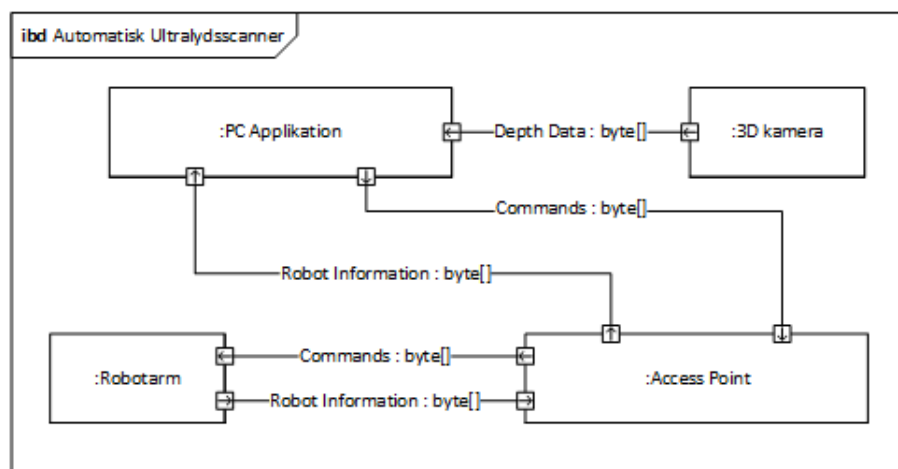 ibd Automatisk Ultralydsscanner
:PC Applikation
Depth Data : byte[]
:3D kamera
Commands : byte[]
Robot Information : byte[]
:Robotarm
Commands : byte[]
Robot Information : byte[]
:Access Point